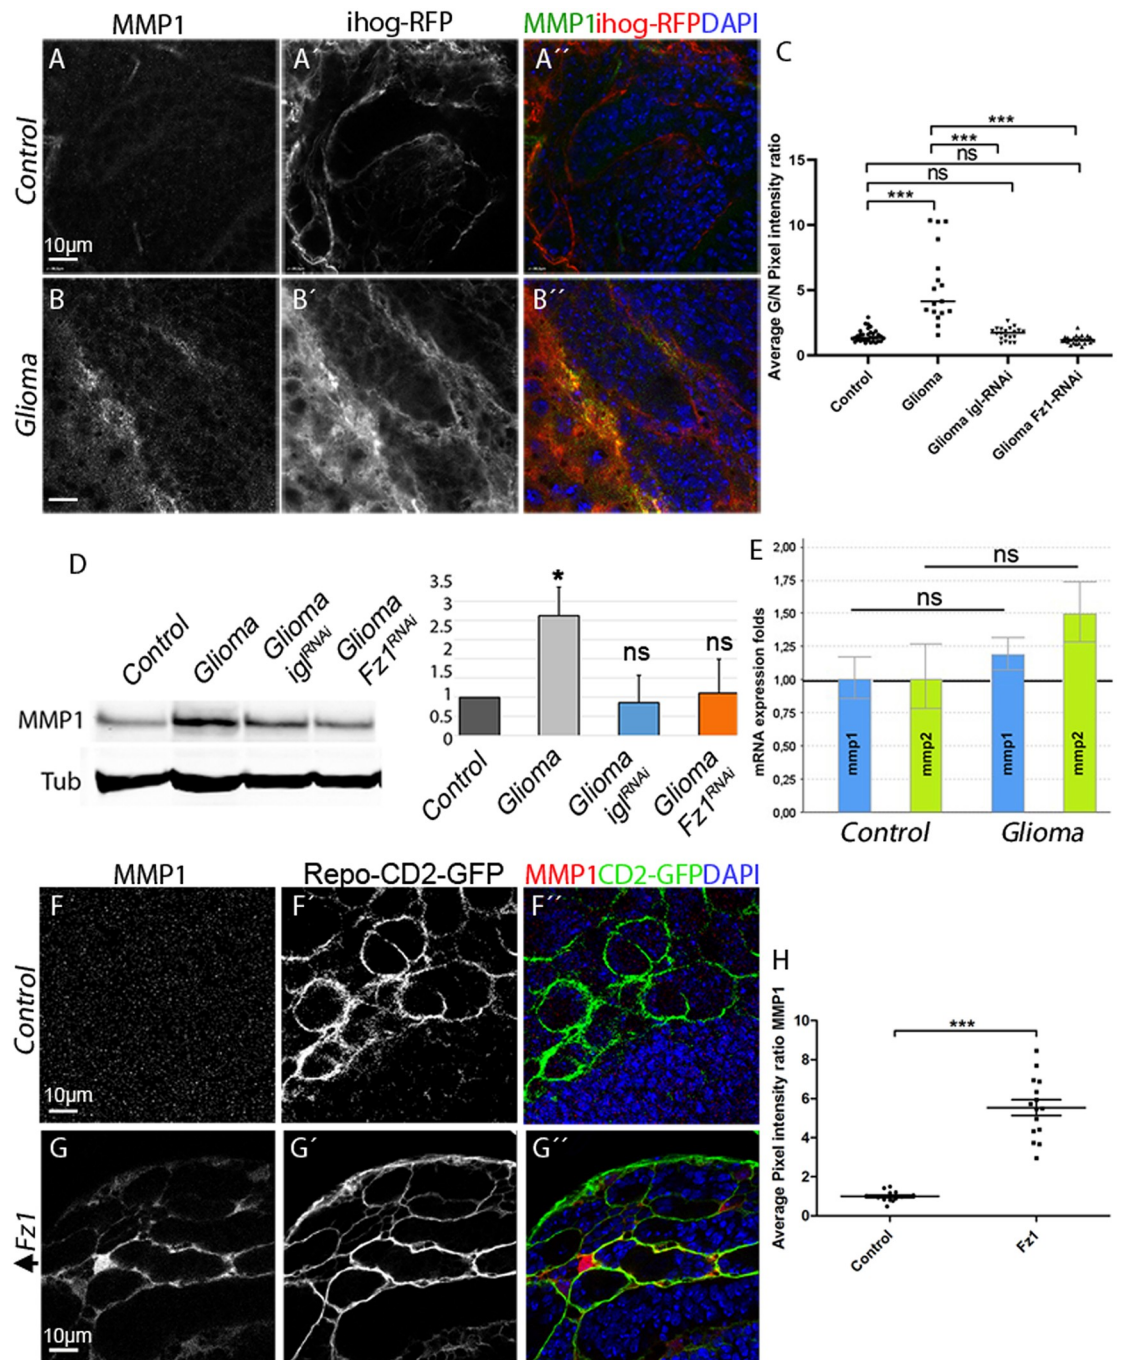 MMP1
ihog-RFP
MMP1ihog-RFPDAPI
Control
A
A´
A´´
10µm
Glioma
B
B´
B´´
C
Average G/N Pixel intensity ratio
15
10
5
0
***
***
ns
ns
***
Control
Glioma
Glioma igl-RNAi
Glioma Fz1-RNAi
D
Control
Glioma
Glioma iglRNAi
Glioma Fz1RNAi
MMP1
Tub
3.5
3
2.5
2
1.5
1
0.5
0
*
ns
ns
Control
Glioma
Glioma iglRNAi
Glioma Fz1RNAi
E
mRNA expression folds
2,00
1,75
1,50
1,25
1,00
0,75
0,50
0,25
0,00
ns
ns
mmp1
mmp2
mmp1
mmp2
Control
Glioma
MMP1
Repo-CD2-GFP
MMP1CD2-GFPDAPI
Control
F
F´
F´´
10µm
Fz1
G
G´
G´´
10µm
H
Average Pixel intensity ratio MMP1
10
8
6
4
2
0
***
Control
Fz1